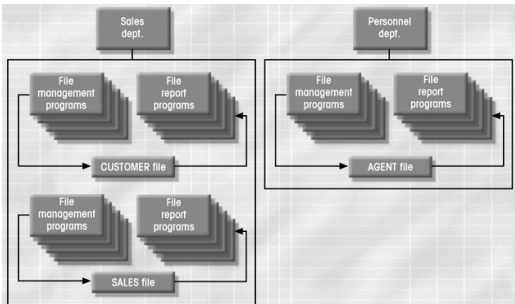 Sales
dept.
Personnel
dept.
File
management
programs
File
report
programs
File
management
programs
File
report
programs
CUSTOMER file
AGENT file
File
management
programs
File
report
programs
SALES file